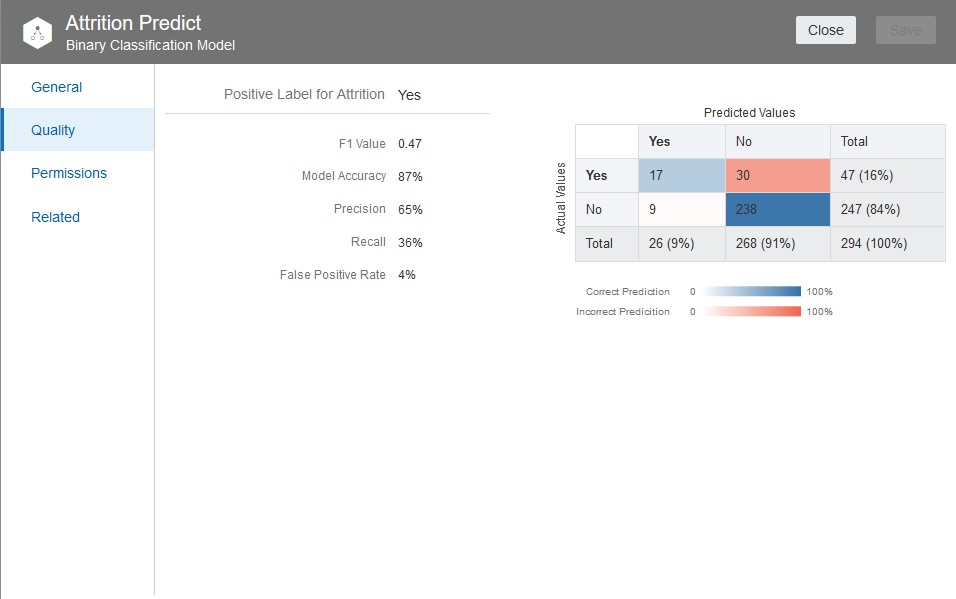 Attrition Predict
Binary Classification Model
Close
Save
General
Quality
Permissions
Related
Positive Label for Attrition Yes
F1 Value 0.47
Model Accuracy 87%
Precision 65%
Recall 36%
False Positive Rate 4%
Predicted Values
Actual Values
Yes No Total
Yes 17 30 47 (16%)
No 9 238 247 (84%)
Total 26 (9%) 268 (91%) 294 (100%)
Correct Prediction 0 100%
Incorrect Predicition 0 100%